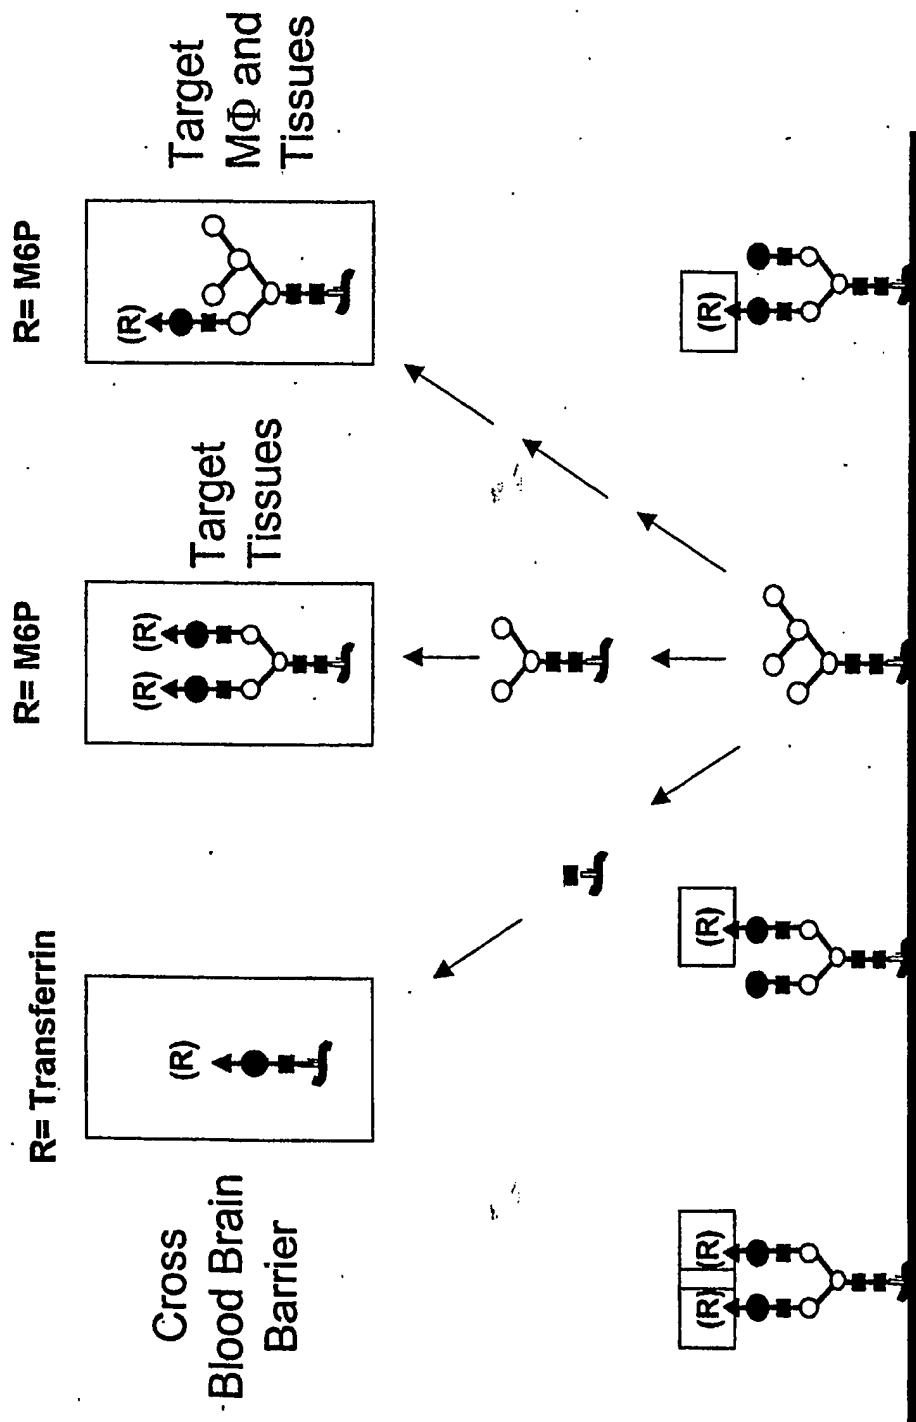 R= Transferrin
R= M6P
R= M6P
Cross
Blood Brain
Barrier
(R)
(R) (R)
Target
Tissues
(R)
Target
MΦ and
Tissues
(R) (R)
(R)
(R)